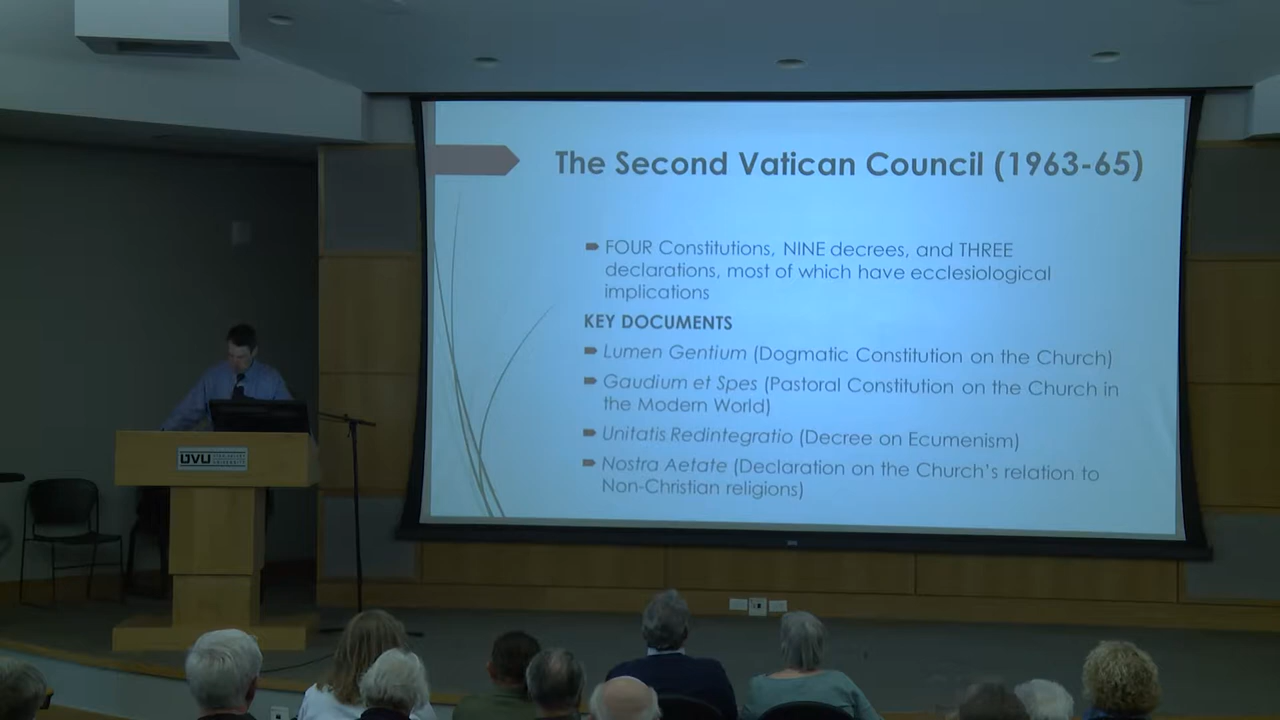 The Second Vatican Council (1963-65)
FOUR Constitutions, NINE decrees, and THREE
declarations, most of which have ecclesiological
implications
KEY DOCUMENTS
Lumen Gentium (Dogmatic Constitution on the Church)
Gaudium et Spes (Pastoral Constitution on the Church in
the Modern World)
Unitatis Redintegratio (Decree on Ecumenism)
Nostra Aetate (Declaration on the Church's relation to
Non-Christian religions)
UVU